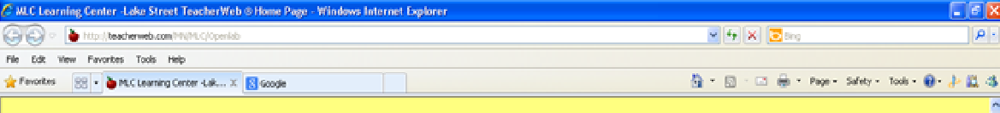 MLC Learning Center -Lake Street TeacherWeb ® Home Page - Windows Internet Explorer
http://teacherweb.com/MN/MLC/Openlab Bing
File Edit View Favorites Tools Help
Favorites MLC Learning Center -Lak... X Google Page Safety Tools